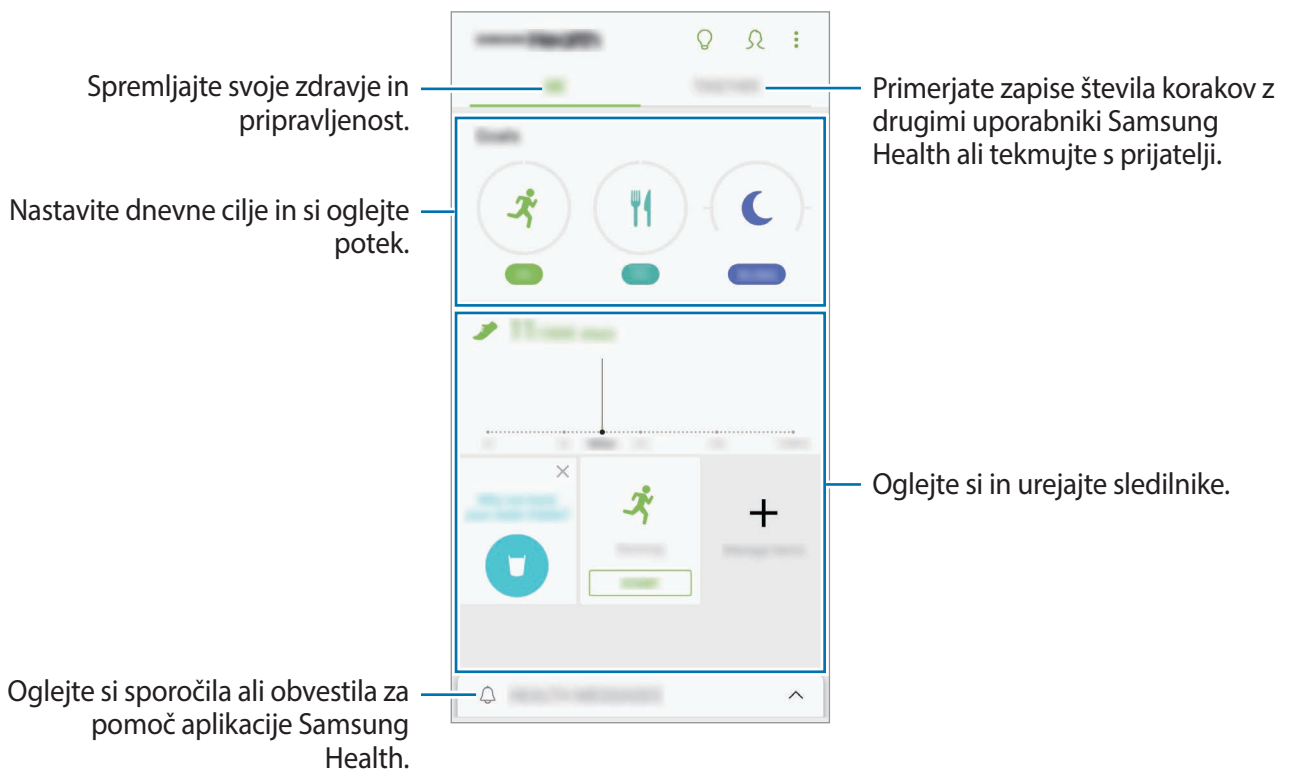 Spremljajte svoje zdravje in
pripravljenost.
Primerjate zapise števila korakov z
drugimi uporabniki Samsung
Health ali tekmujte s prijatelji.
Nastavite dnevne cilje in si oglejte
potek.
Oglejte si in urejajte sledilnike.
Oglejte si sporočila ali obvestila za
pomoč aplikacije Samsung
Health.